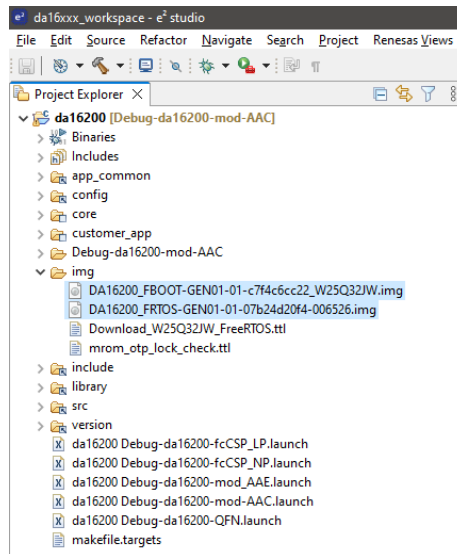 da16xxx_workspace - e² studio
File Edit Source Refactor Navigate Search Project Renesas Views
Project Explorer
da16200 [Debug-da16200-mod-AAC]
Binaries
Includes
app_common
config
core
customer_app
Debug-da16200-mod-AAC
img
DA16200_FBOOT-GEN01-01-c7f4c6cc22_W25Q32JW.img
DA16200_FRTOS-GEN01-01-07b24d20f4-006526.img
Download_W25Q32JW_FreeRTOS.ttl
mrom_otp_lock_check.ttl
include
library
src
version
da16200 Debug-da16200-fcCSP_LP.launch
da16200 Debug-da16200-fcCSP_NP.launch
da16200 Debug-da16200-mod_AAE.launch
da16200 Debug-da16200-mod-AAC.launch
da16200 Debug-da16200-QFN.launch
makefile.targets